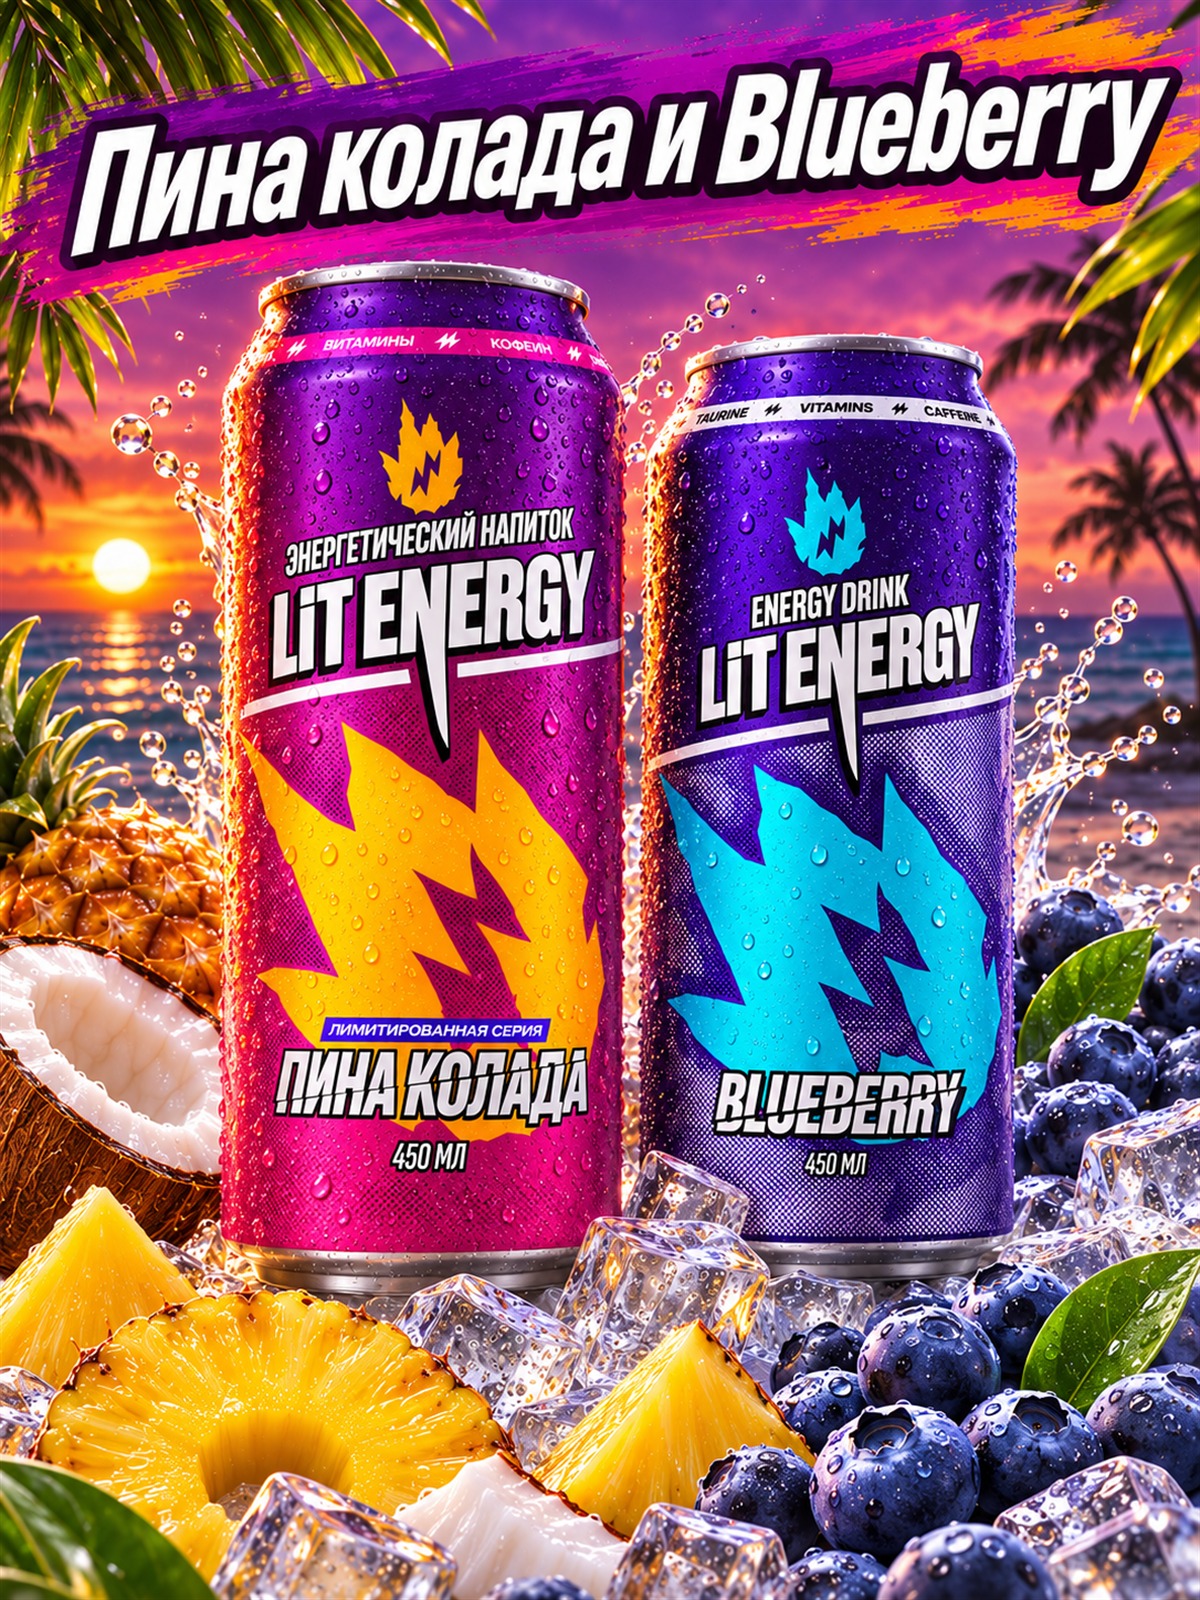 Пина колада и Blueberry
ВИТАМИНЫ КОФЕИН
ЭНЕРГЕТИЧЕСКИЙ НАПИТОК
LiT ENERGY
ЛИМИТИРОВАННАЯ СЕРИЯ
ПИНА КОЛАДА
450 МЛ
TAURINE VITAMINS CAFFEINE
ENERGY DRINK
LiT ENERGY
BLUEBERRY
450 МЛ